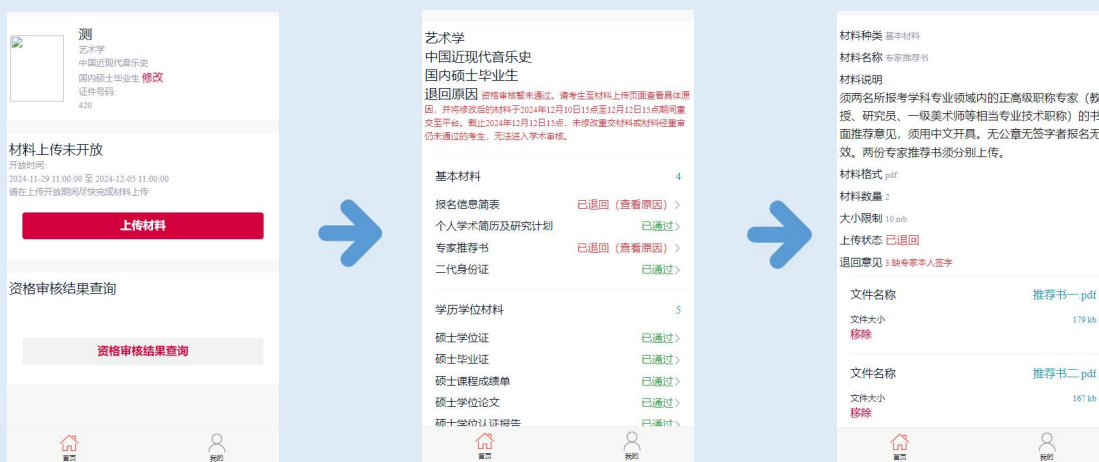 测
艺术学
中国近现代音乐史
国内硕士毕业生 修改
证件号码:
420
材料上传未开放
开放时间:
2024-11-29 11:00:00 至 2024-12-05 11:00:00
请在上传开放期间尽快完成材料上传
上传材料
资格审核结果查询
资格审核结果查询
首页
我的
艺术学
中国近现代音乐史
国内硕士毕业生
退回原因 资格审核暂未通过。请考生至材料上传页面查看具体原
因，并将修改后的材料于2024年12月10日15点至12月12日15点期间重
交至平台。截止2024年12月12日15点，未修改重交材料或材料经重审
仍未通过的考生，无法进入学术审核。
基本材料 4
报名信息简表 已退回（查看原因）
个人学术简历及研究计划 已通过
专家推荐书 已退回（查看原因）
二代身份证 已通过
学历学位材料 5
硕士学位证 已通过
硕士毕业证 已通过
硕士课程成绩单 已通过
硕士学位论文 已通过
硕士学位认证报告 已通过
首页
我的
材料种类 基本材料
材料名称 专家推荐书
材料说明
须两名所报考学科专业领域内的正高级职称专家（教
授、研究员、一级美术师等相当专业技术职称）的书
面推荐意见，须用中文开具。无公章无签字者报名无
效。两份专家推荐书须分别上传。
材料格式 pdf
材料数量 2
大小限制 10 mb
上传状态 已退回
退回意见 3.缺专家本人签字
文件名称 推荐书一.pdf
文件大小 179 kb
移除
文件名称 推荐书二.pdf
文件大小 167 kb
移除
首页
我的